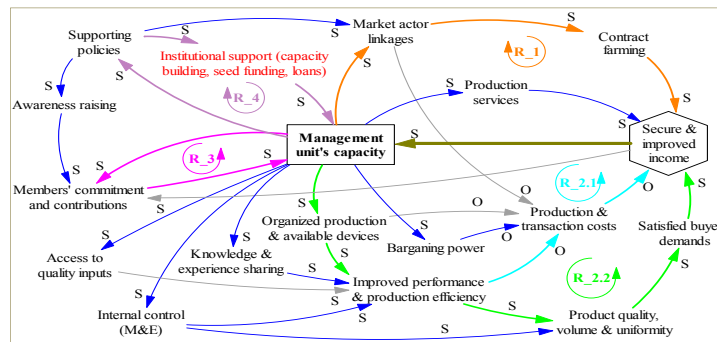 Supporting
policies
S
S
Market actor
linkages
S
S
Contract
farming
R_1
Institutional support (capacity
building, seed funding, loans)
S
S
S
R_4
S
Production
services
S
S
Awareness raising
S
S
Management
unit's capacity
S
S
Secure &
improved
income
S
R_3
S
S
Members' commitment
and contributions
S
S
R_2.1
O
O
Organized production
& available devices
O
Production &
transaction costs
S
Satisfied buye
demands
S
Access to
quality inputs
S
Knowledge &
experience sharing
S
S
Barganing power
O
O
S
S
S
Improved performance
& production efficiency
R_2.2
S
S
Internal control
(M&E)
S
S
S
Product quality,
volume & uniformity